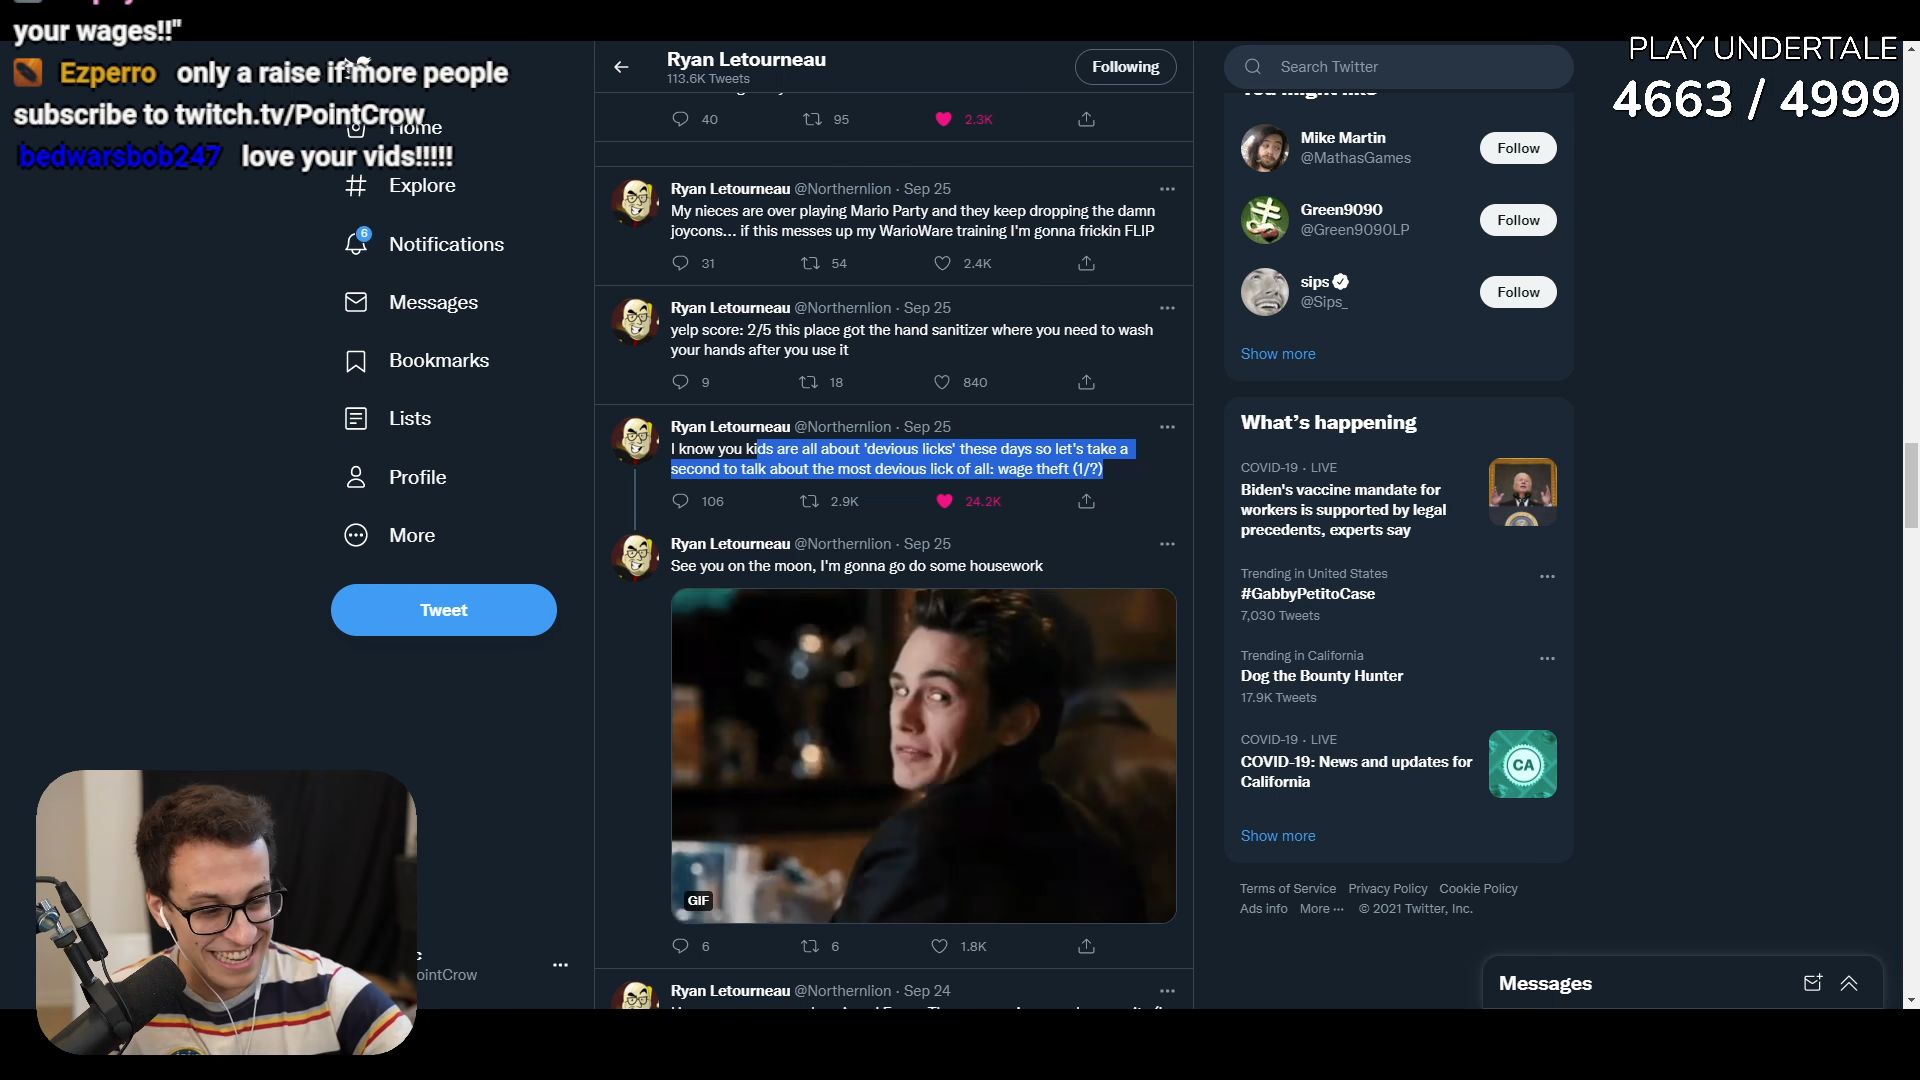 your wages!!"
Ezperro only a raise if more people
subscribe to twitch.tv/PointCrow
bedwarsbob247 love your vids!!!!!
Home
Explore
6
Notifications
Messages
Bookmarks
Lists
Profile
More
Tweet
PointCrow
Ryan Letourneau
113.6K Tweets
Following
40 95 2.3K
Ryan Letourneau @Northernlion · Sep 25
My nieces are over playing Mario Party and they keep dropping the damn
joycons... if this messes up my WarioWare training I'm gonna frickin FLIP
31 54 2.4K
Ryan Letourneau @Northernlion · Sep 25
yelp score: 2/5 this place got the hand sanitizer where you need to wash
your hands after you use it
9 18 840
Ryan Letourneau @Northernlion · Sep 25
I know you kids are all about 'devious licks' these days so let's take a
second to talk about the most devious lick of all: wage theft (1/?)
106 2.9K 24.2K
Ryan Letourneau @Northernlion · Sep 25
See you on the moon, I'm gonna go do some housework
GIF
6 6 1.8K
Ryan Letourneau @Northernlion · Sep 24
PLAY UNDERTALE
4663 / 4999
Search Twitter
You might like
Mike Martin
@MathasGames
Follow
Green9090
@Green9090LP
Follow
sips
@Sips_
Follow
Show more
What's happening
COVID-19 · LIVE
Biden's vaccine mandate for
workers is supported by legal
precedents, experts say
Trending in United States
#GabbyPetitoCase
7,030 Tweets
Trending in California
Dog the Bounty Hunter
17.9K Tweets
COVID-19 · LIVE
COVID-19: News and updates for
California
CA
Show more
Terms of Service Privacy Policy Cookie Policy
Ads info More ··· © 2021 Twitter, Inc.
Messages